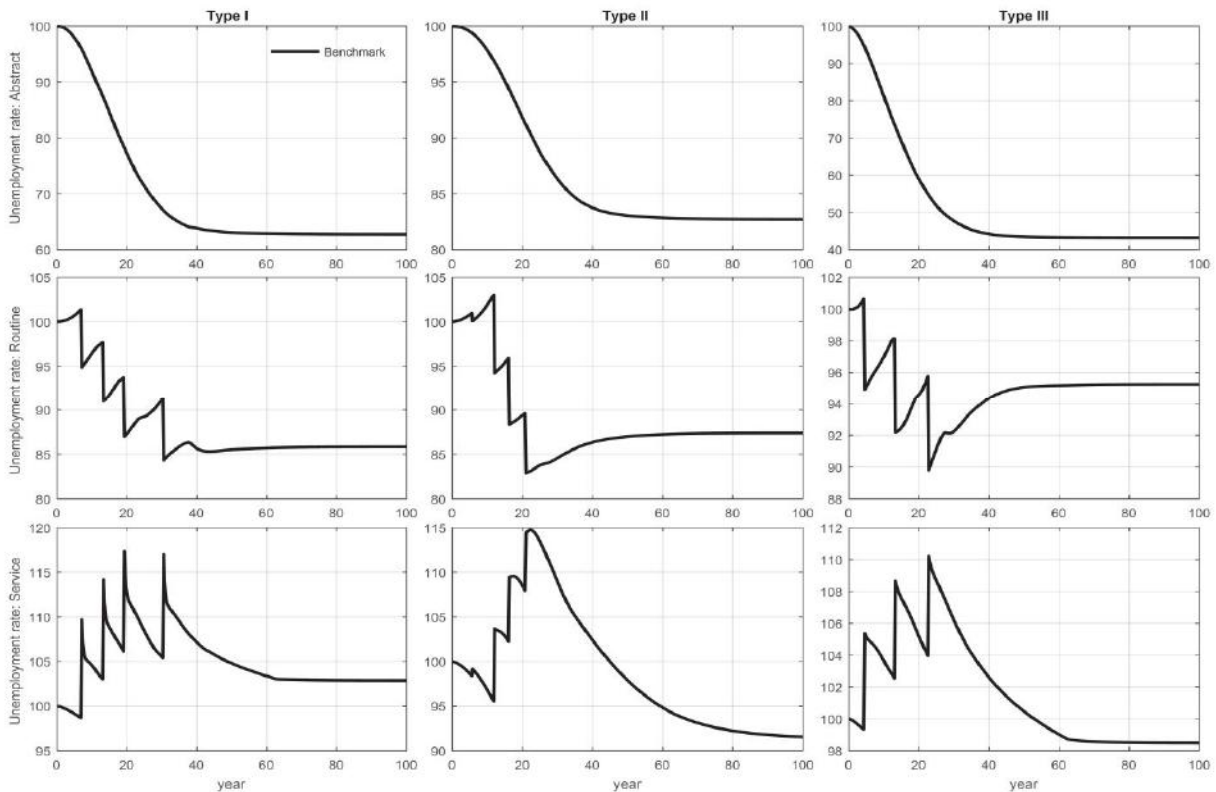 Type I Type II Type III
Benchmark
Unemployment rate: Abstract
100 90 80 70 60
0 20 40 60 80 100
100 95 90 85 80
0 20 40 60 80 100
100 90 80 70 60 50 40
0 20 40 60 80 100
Unemployment rate: Routine
105 100 95 90 85 80
0 20 40 60 80 100
105 100 95 90 85 80
0 20 40 60 80 100
102 100 98 96 94 92 90 88
0 20 40 60 80 100
Unemployment rate: Service
120 115 110 105 100 95
0 20 40 60 80 100
year
115 110 105 100 95 90
0 20 40 60 80 100
year
112 110 108 106 104 102 100 98
0 20 40 60 80 100
year